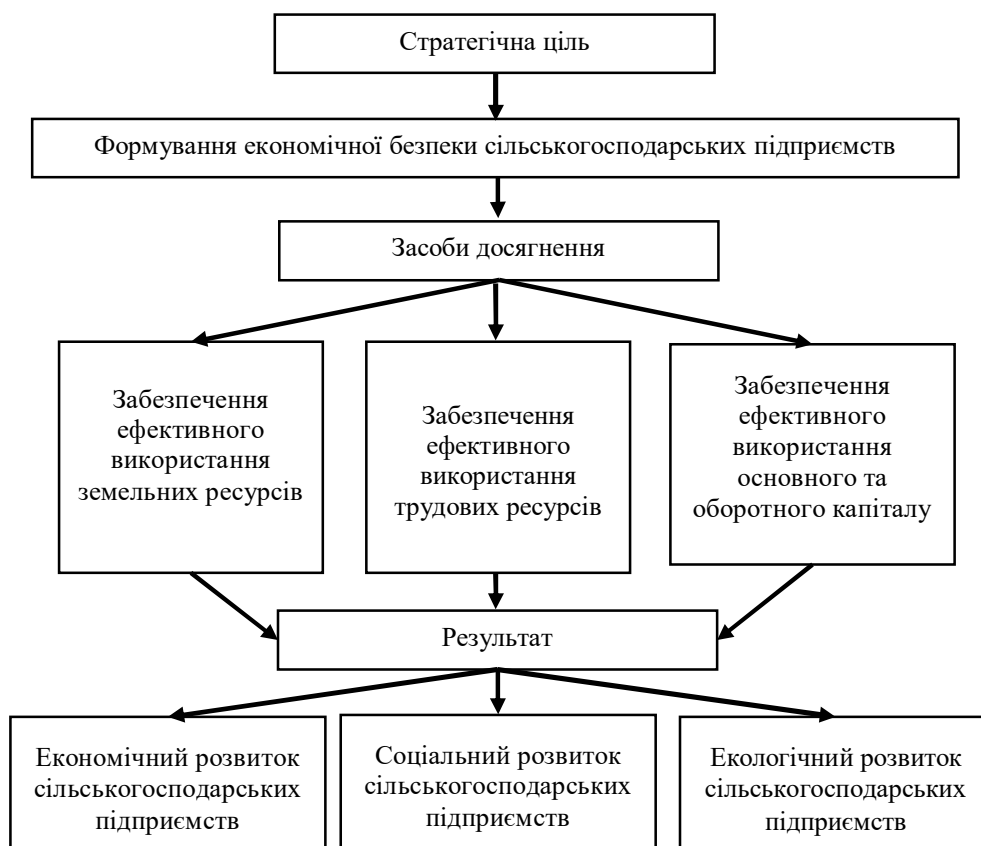 Стратегічна ціль
Формування економічної безпеки сільськогосподарських підприємств
Засоби досягнення
Забезпечення
ефективного
використання
земельних ресурсів
Забезпечення
ефективного
використання
трудових ресурсів
Забезпечення
ефективного
використання
основного та
оборотного капіталу
Результат
Економічний розвиток
сільськогосподарських
підприємств
Соціальний розвиток
сільськогосподарських
підприємств
Екологічний розвиток
сільськогосподарських
підприємств